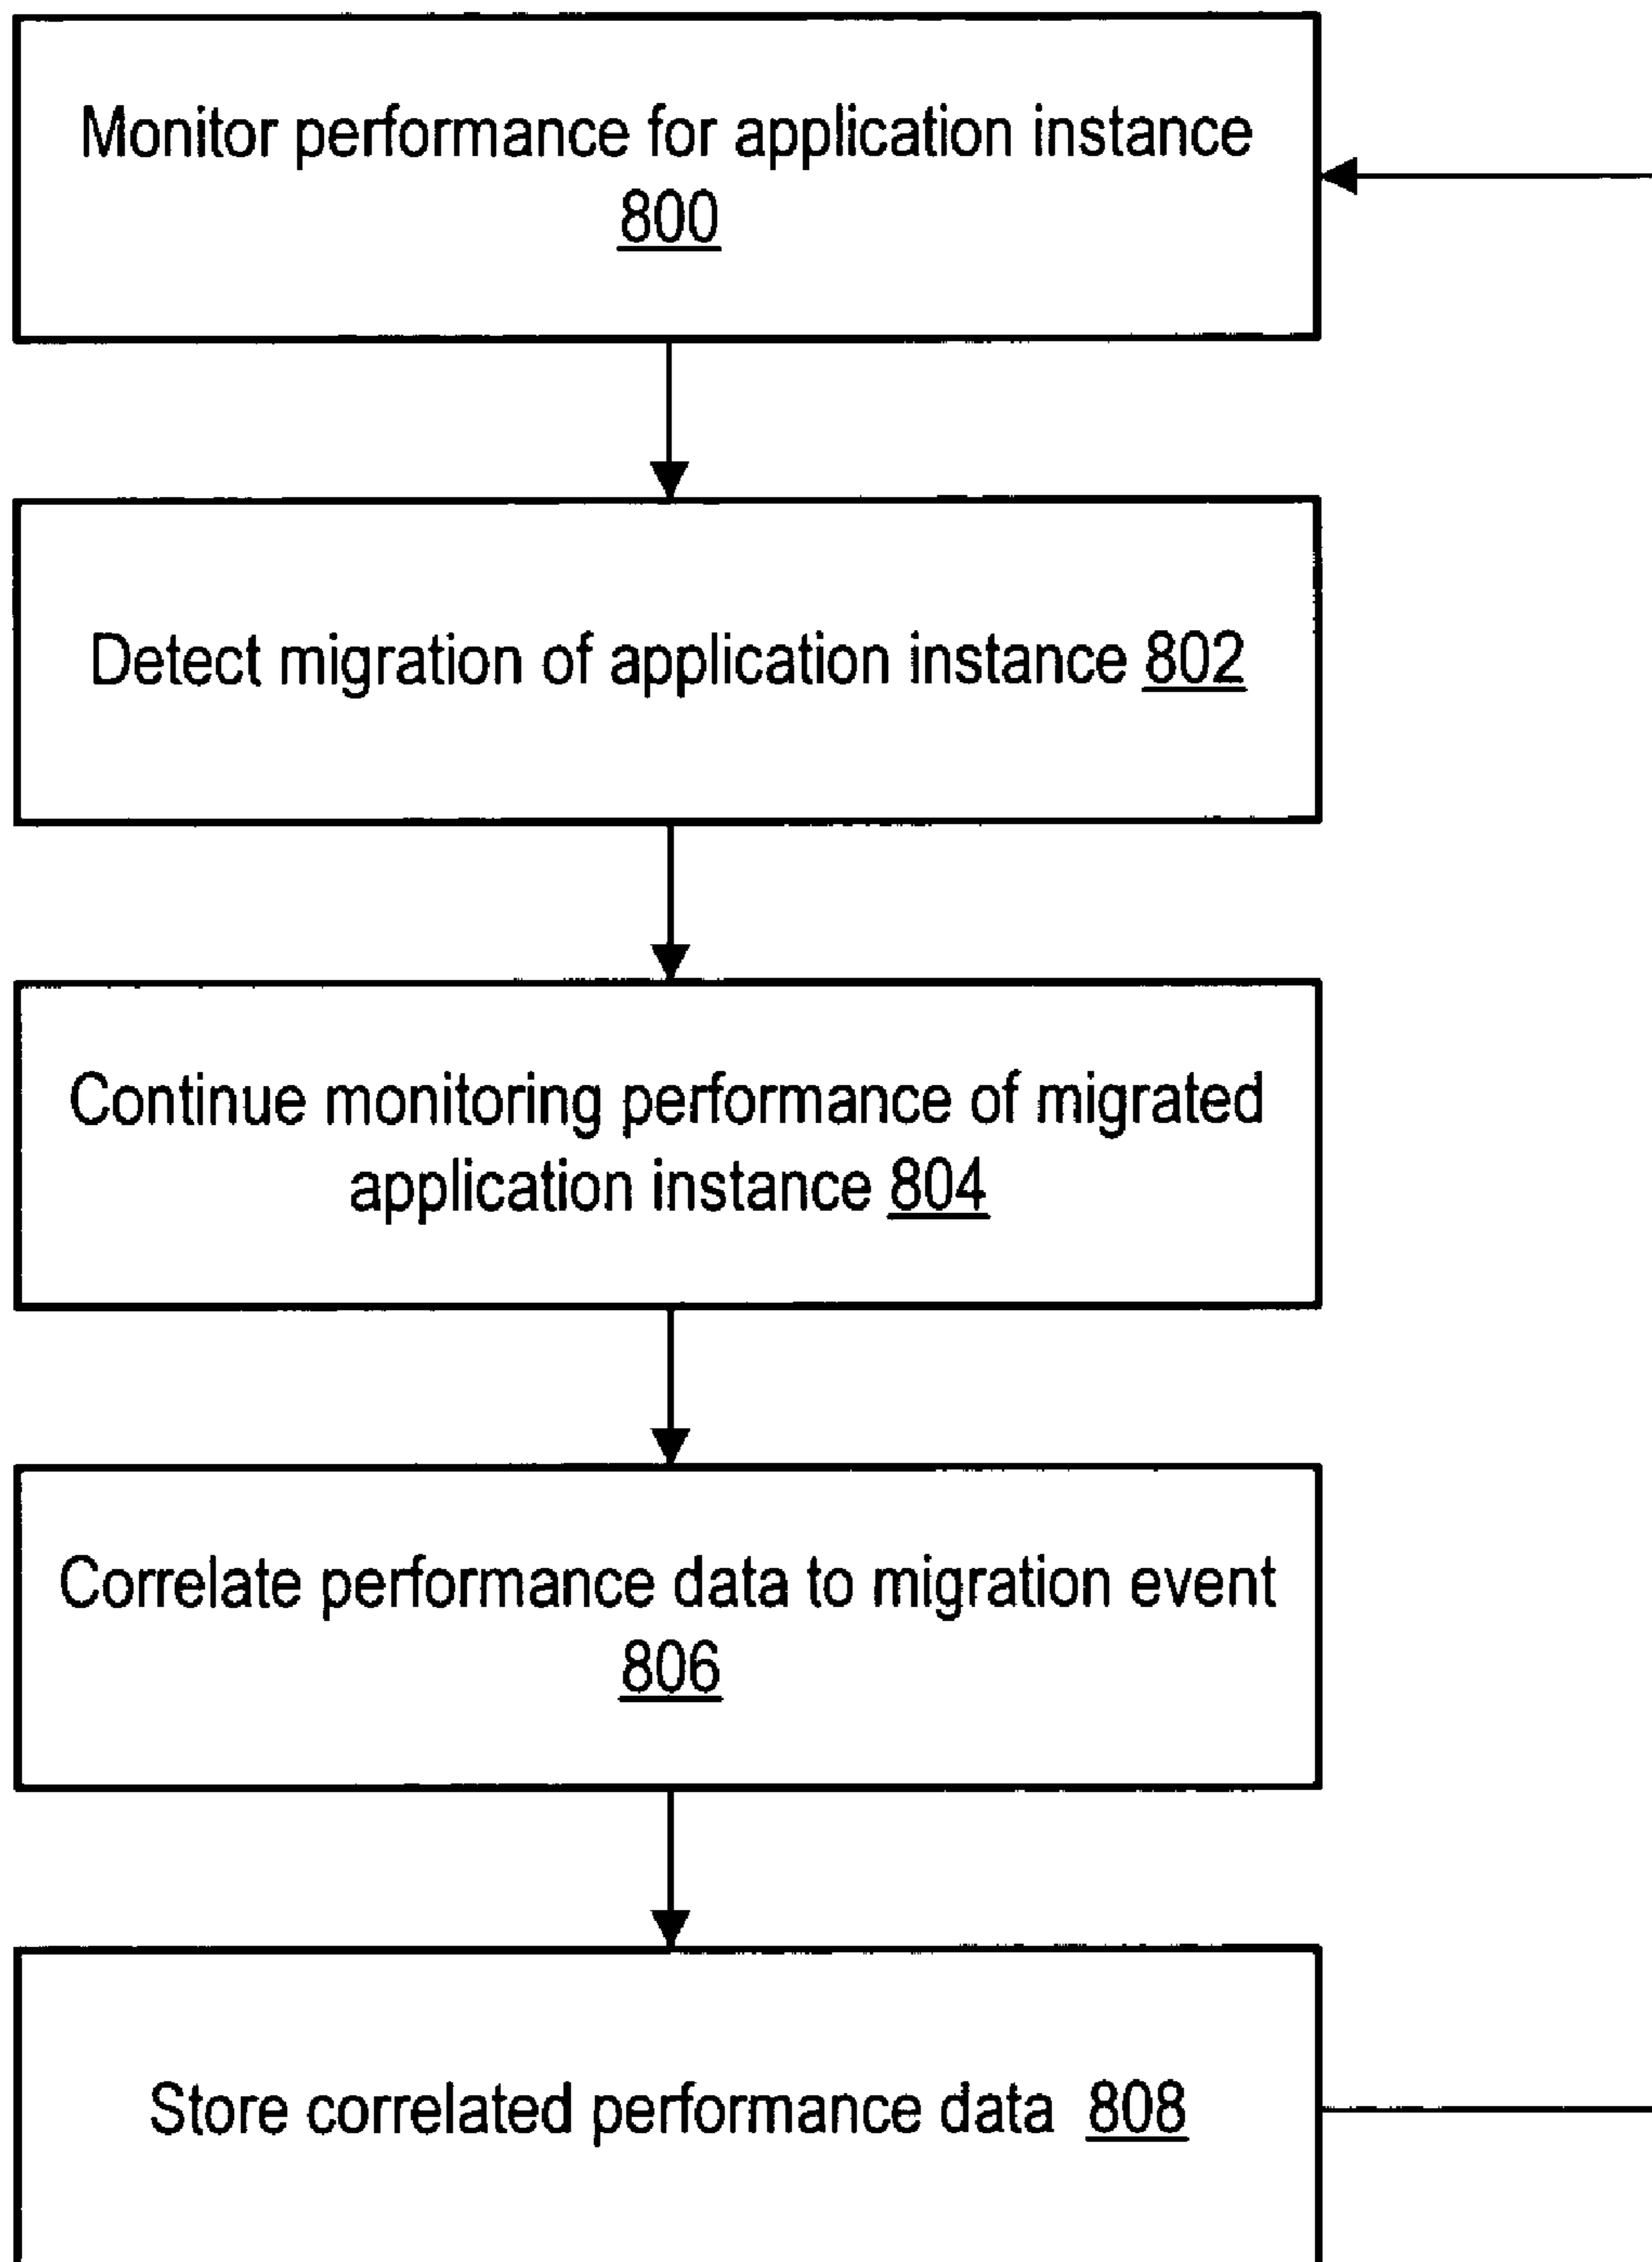 Monitor performance for application instance
800
Detect migration of application instance 802
Continue monitoring performance of migrated
application instance 804
Correlate performance data to migration event
806
Store correlated performance data 808